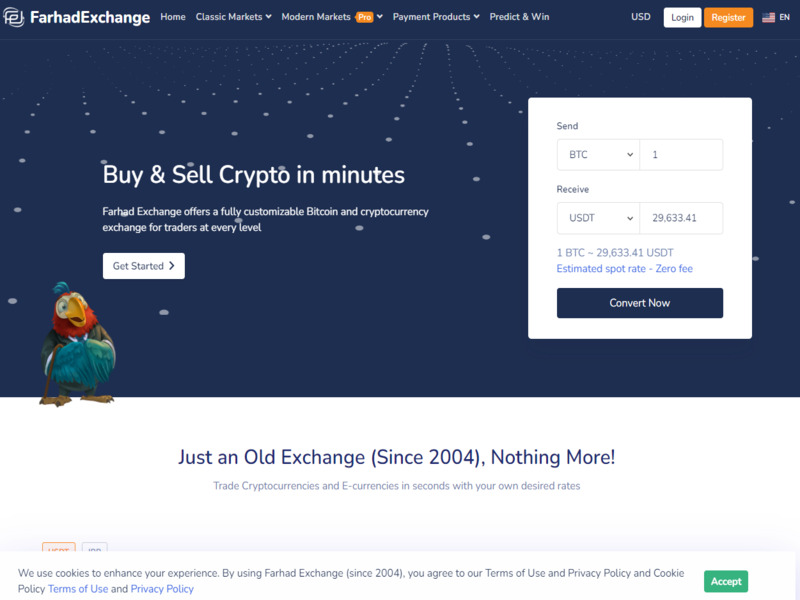 FarhadExchange
Home Classic Markets Modern Markets Pro Payment Products Predict & Win
USD Login Register EN
Send
BTC 1
Receive
USDT 29,633.41
1 BTC ~ 29,633.41 USDT
Estimated spot rate - Zero fee
Convert Now
Buy & Sell Crypto in minutes
Farhad Exchange offers a fully customizable Bitcoin and cryptocurrency
exchange for traders at every level
Get Started
Just an Old Exchange (Since 2004), Nothing More!
Trade Cryptocurrencies and E-currencies in seconds with your own desired rates
We use cookies to enhance your experience. By using Farhad Exchange (since 2004), you agree to our Terms of Use and Privacy Policy and Cookie
Policy Terms of Use and Privacy Policy
Accept